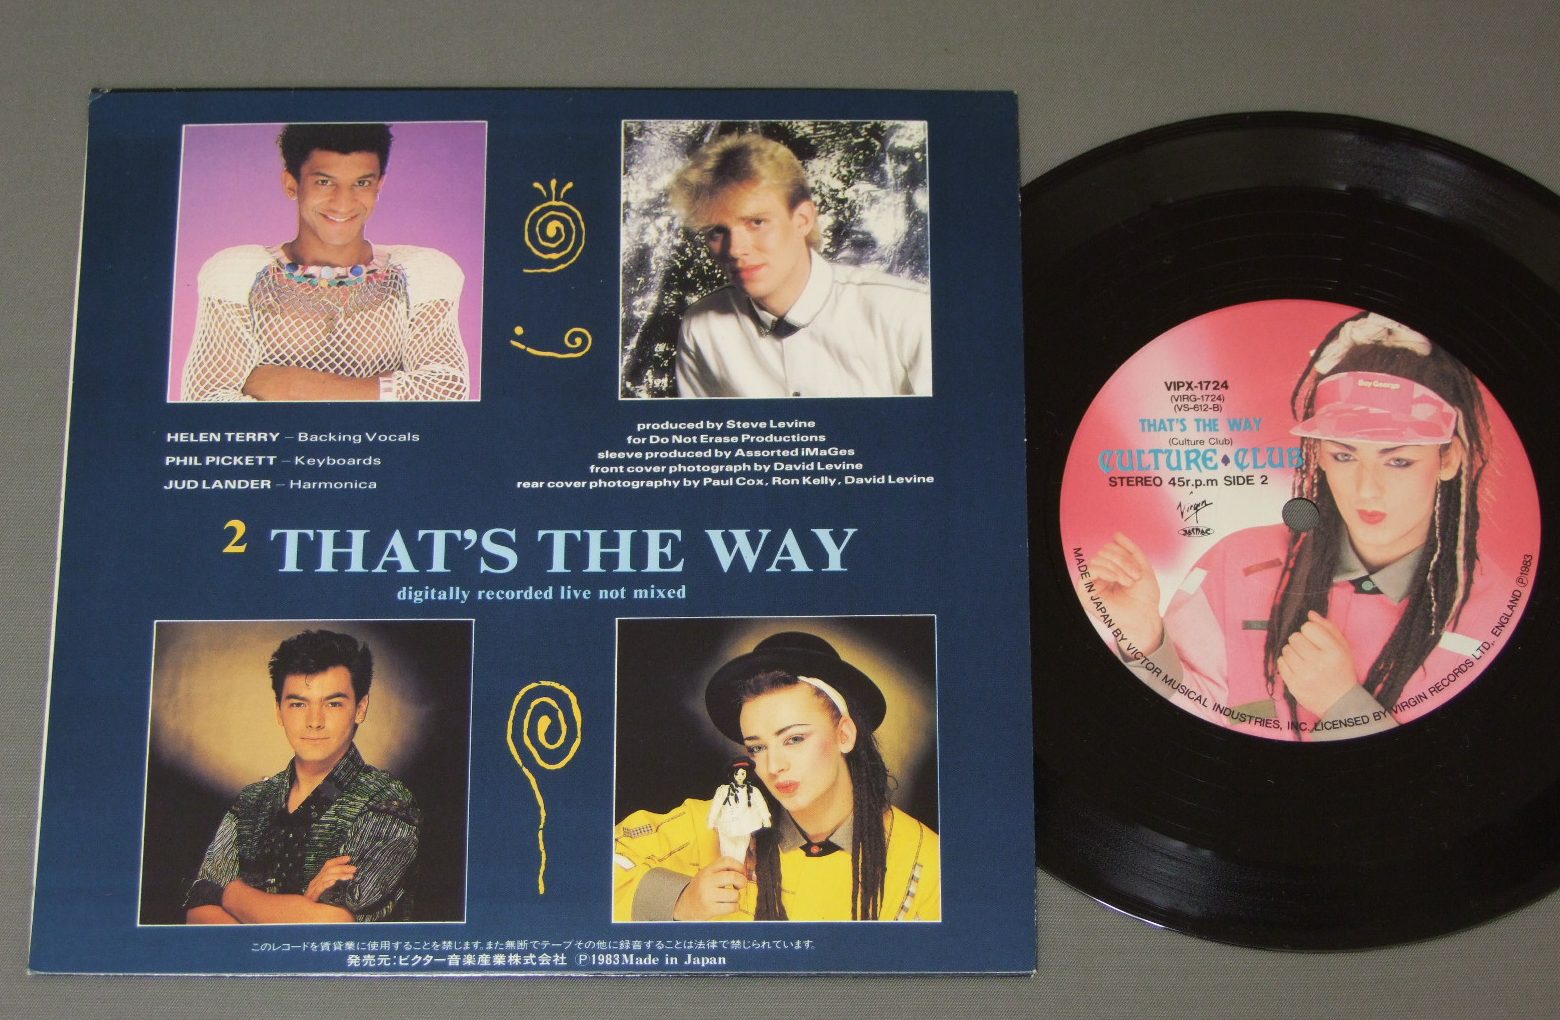 HELEN TERRY – Backing Vocals
PHIL PICKETT – Keyboards
JUD LANDER – Harmonica
produced by Steve Levine
for Do Not Erase Productions
sleeve produced by Assorted iMaGes
front cover photograph by David Levine
rear cover photography by Paul Cox, Ron Kelly, David Levine
2 THAT'S THE WAY
digitally recorded live not mixed
このレコードを賃貸業に使用することを禁じます。また無断でテープその他に録音することは法律で禁じられています。
発売元:ビクター音楽産業株式会社 Ⓟ1983 Made in Japan
Boy George
VIPX-1724
(VIRG-1724)
(VS-612-B)
THAT'S THE WAY
(Culture Club)
CULTURE♠CLUB
STEREO 45r.p.m SIDE 2
Virgin
MADE IN JAPAN BY VICTOR MUSICAL INDUSTRIES, INC. LICENSED BY VIRGIN RECORDS LTD., ENGLAND Ⓟ1983